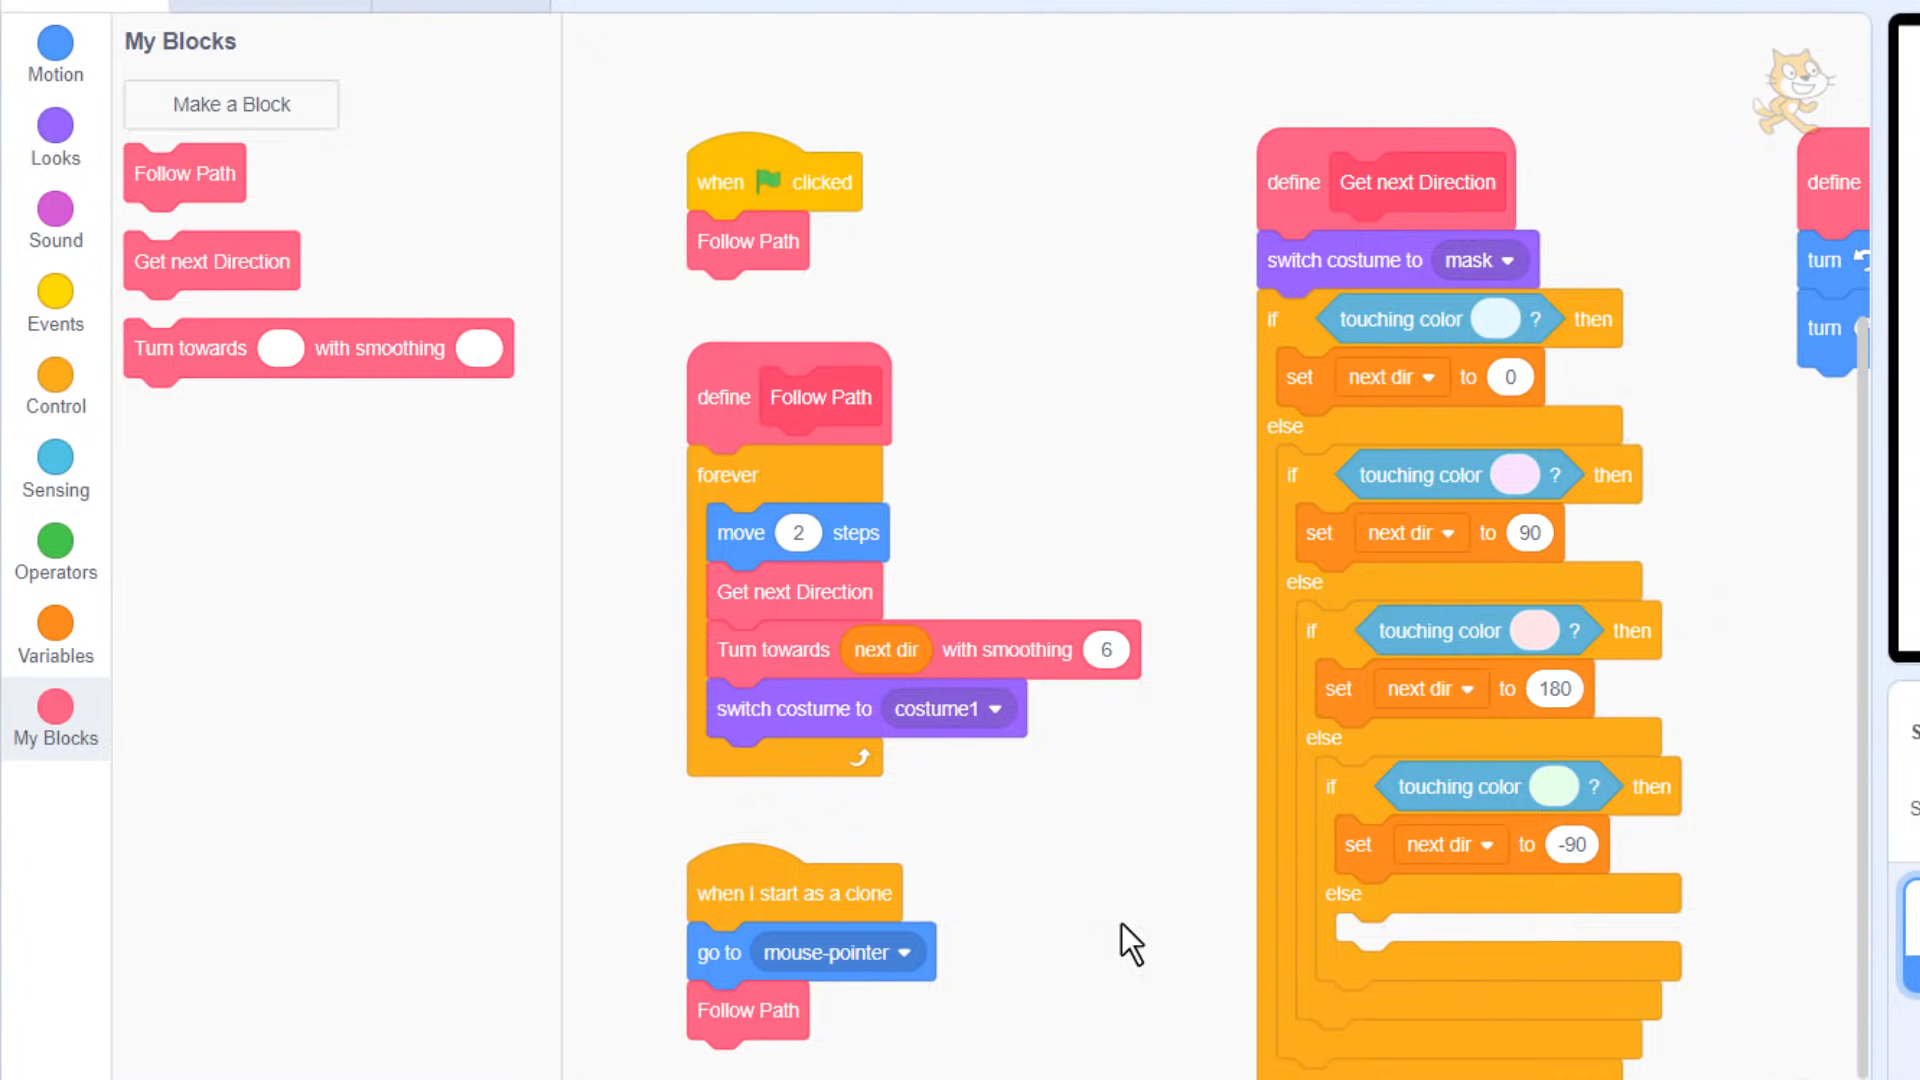 Motion
Looks
Sound
Events
Control
Sensing
Operators
Variables
My Blocks
My Blocks
Make a Block
Follow Path
Get next Direction
Turn towards with smoothing
when clicked
Follow Path
define Follow Path
forever
move 2 steps
Get next Direction
Turn towards next dir with smoothing 6
switch costume to costume1
when I start as a clone
go to mouse-pointer
Follow Path
define Get next Direction
switch costume to mask
if touching color ? then
set next dir to 0
else
if touching color ? then
set next dir to 90
else
if touching color ? then
set next dir to 180
else
if touching color ? then
set next dir to -90
else
define
turn
turn